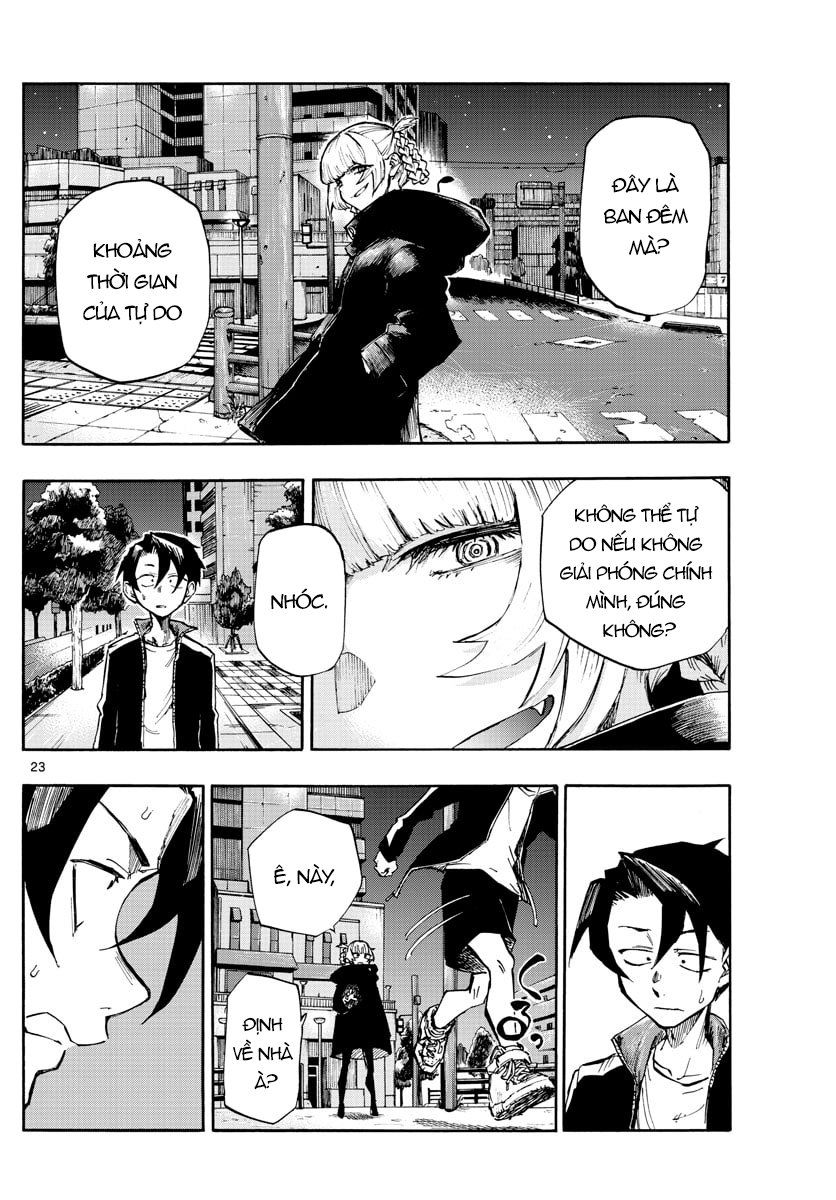 ĐÂY LÀ
BAN ĐÊM
MÀ?
KHOẢNG
THỜI GIAN
CỦA TỰ DO
KHÔNG THỂ TỰ
DO NẾU KHÔNG
GIẢI PHÓNG CHÍNH
MÌNH, ĐÚNG
KHÔNG?
NHÓC.
23
Ê, NÀY,
ĐỊNH
VỀ NHÀ
À?
7